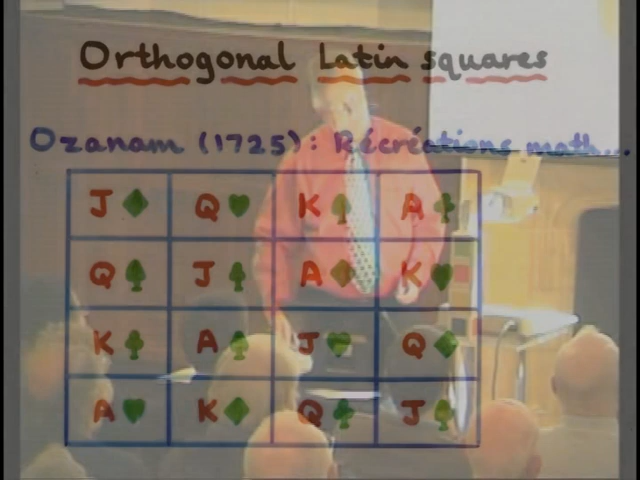 Orthogonal Latin squares
Ozanam (1725): Récréations math...
J♦ Q♥ K♠ A♣
Q♠ J♣ A♦ K♥
K♣ A♠ J♥ Q♦
A♥ K♦ Q♣ J♠